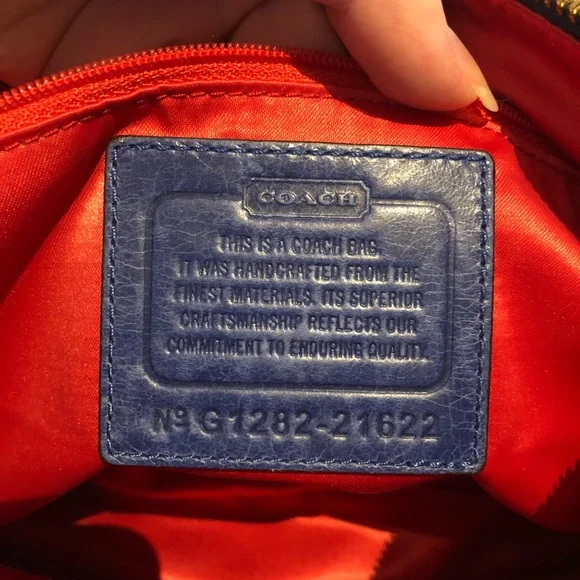 COACH
THIS IS A COACH BAG.
IT WAS HANDCRAFTED FROM THE
FINEST MATERIALS. ITS SUPERIOR
CRAFTSMANSHIP REFLECTS OUR
COMMITMENT TO ENDURING QUALITY.
Nº G1282-21622